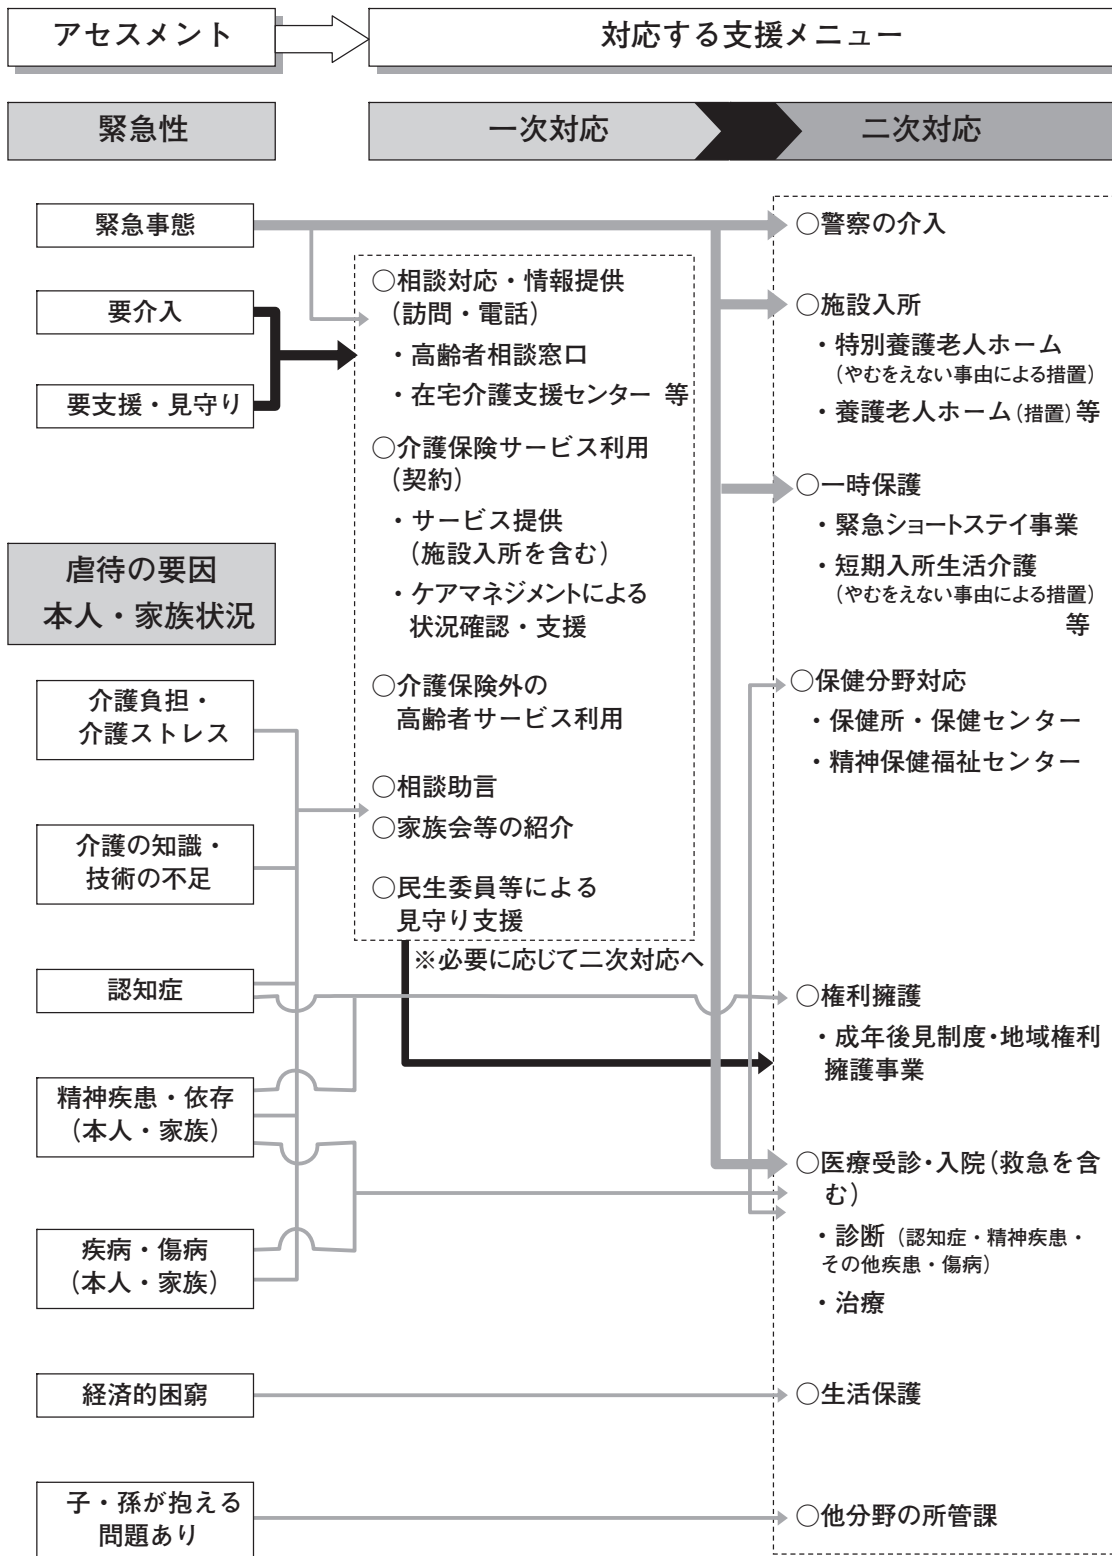 アセスメント
対応する支援メニュー
緊急性
一次対応
二次対応
緊急事態
要介入
要支援・見守り
虐待の要因
本人・家族状況
介護負担・
介護ストレス
介護の知識・
技術の不足
認知症
精神疾患・依存
（本人・家族）
疾病・傷病
（本人・家族）
経済的困窮
子・孫が抱える
問題あり
○相談対応・情報提供
（訪問・電話）
・高齢者相談窓口
・在宅介護支援センター 等
○介護保険サービス利用
（契約）
・サービス提供
（施設入所を含む）
・ケアマネジメントによる
状況確認・支援
○介護保険外の
高齢者サービス利用
○相談助言
○家族会等の紹介
○民生委員等による
見守り支援
※必要に応じて二次対応へ
○警察の介入
○施設入所
・特別養護老人ホーム
（やむをえない事由による措置）
・養護老人ホーム（措置）等
○一時保護
・緊急ショートステイ事業
・短期入所生活介護
（やむをえない事由による措置）
等
○保健分野対応
・保健所・保健センター
・精神保健福祉センター
○権利擁護
・成年後見制度・地域権利
擁護事業
○医療受診・入院（救急を含
む）
・診断（認知症・精神疾患・
その他疾患・傷病）
・治療
○生活保護
○他分野の所管課